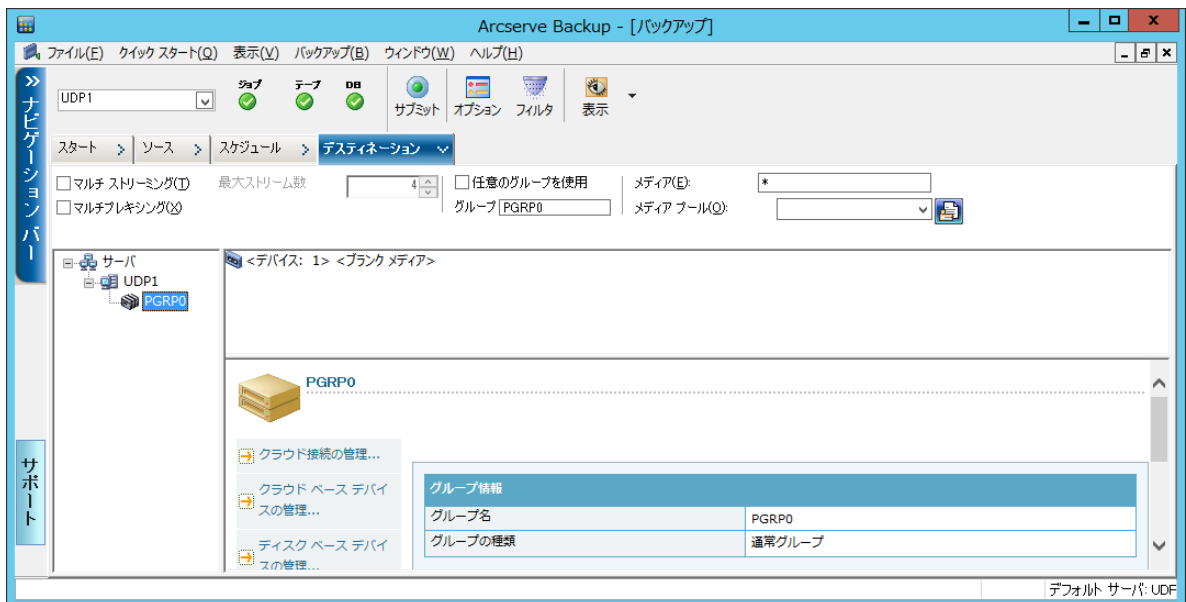 Arcserve Backup - [バックアップ]
ファイル(F) クイック スタート(Q) 表示(V) バックアップ(B) ウィンドウ(W) ヘルプ(H)
ナビゲーション バー
UDP1
ジョブ テープ DB
サブミット オプション フィルタ 表示
スタート ソース スケジュール デスティネーション
マルチ ストリーミング(T) 最大ストリーム数 4 任意のグループを使用 メディア(E): *
マルチプレキシング(X) グループ PGRP0 メディア プール(O):
サーバ
UDP1
PGRP0
<デバイス: 1> <ブランク メディア>
PGRP0
クラウド接続の管理...
クラウド ベース デバイ
スの管理...
ディスク ベース デバイ
スの管理...
グループ情報
グループ名 PGRP0
グループの種類 通常グループ
サポート
デフォルト サーバ: UDP